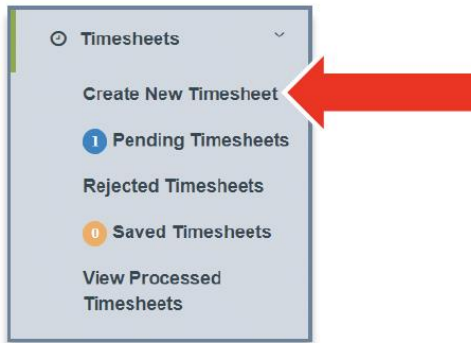 Timesheets
Create New Timesheet
1 Pending Timesheets
Rejected Timesheets
0 Saved Timesheets
View Processed
Timesheets